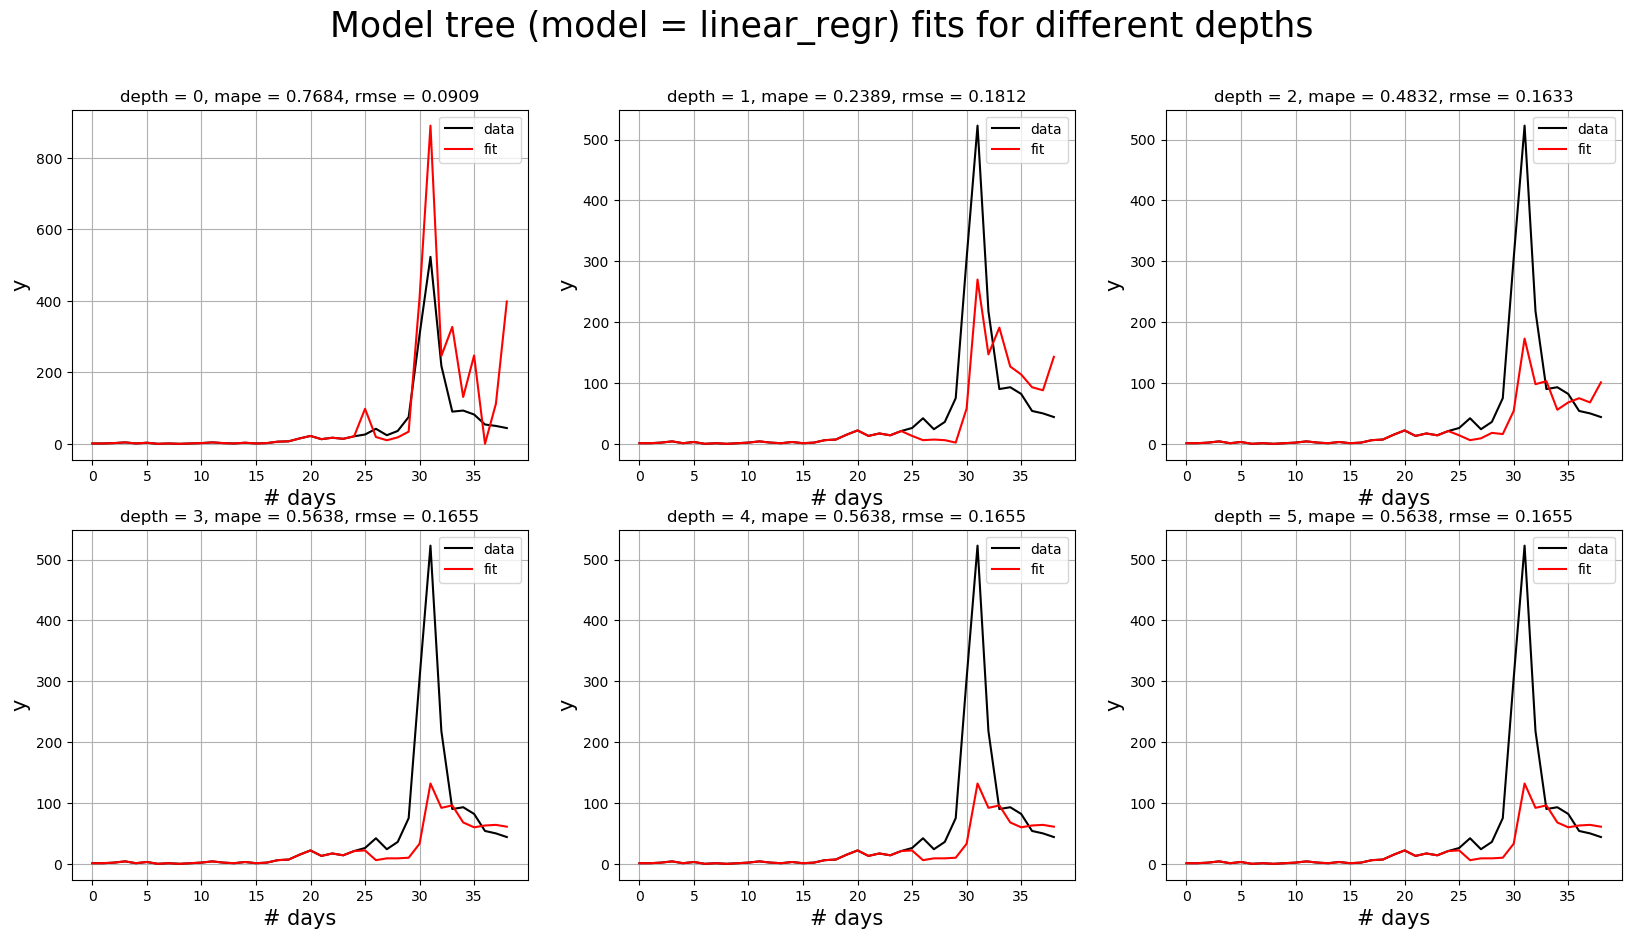 Model tree (model = linear_regr) fits for different depths
depth = 0, mape = 0.7684, rmse = 0.0909
data
fit
800
600
400
200
0
y
0 5 10 15 20 25 30 35
# days
depth = 1, mape = 0.2389, rmse = 0.1812
data
fit
500
400
300
200
100
0
y
0 5 10 15 20 25 30 35
# days
depth = 2, mape = 0.4832, rmse = 0.1633
data
fit
500
400
300
200
100
0
y
0 5 10 15 20 25 30 35
# days
depth = 3, mape = 0.5638, rmse = 0.1655
data
fit
500
400
300
200
100
0
y
0 5 10 15 20 25 30 35
# days
depth = 4, mape = 0.5638, rmse = 0.1655
data
fit
500
400
300
200
100
0
y
0 5 10 15 20 25 30 35
# days
depth = 5, mape = 0.5638, rmse = 0.1655
data
fit
500
400
300
200
100
0
y
0 5 10 15 20 25 30 35
# days